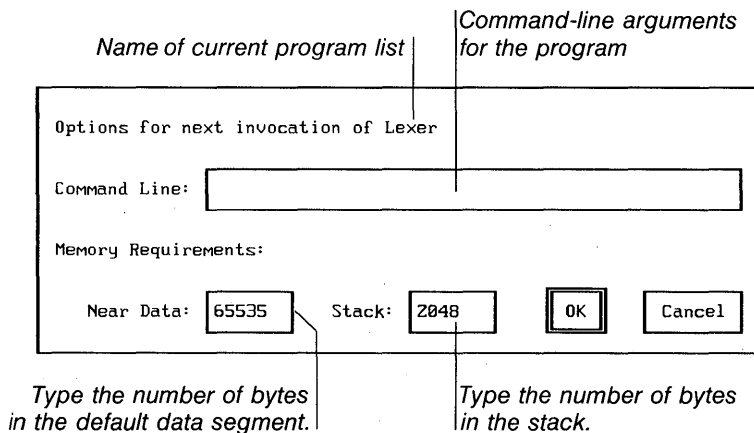 Name of current program list
Command-line arguments
for the program
Options for next invocation of Lexer
Command Line:
Memory Requirements:
Near Data: 65535 Stack: 2048 OK Cancel
Type the number of bytes
in the default data segment.
Type the number of bytes
in the stack.